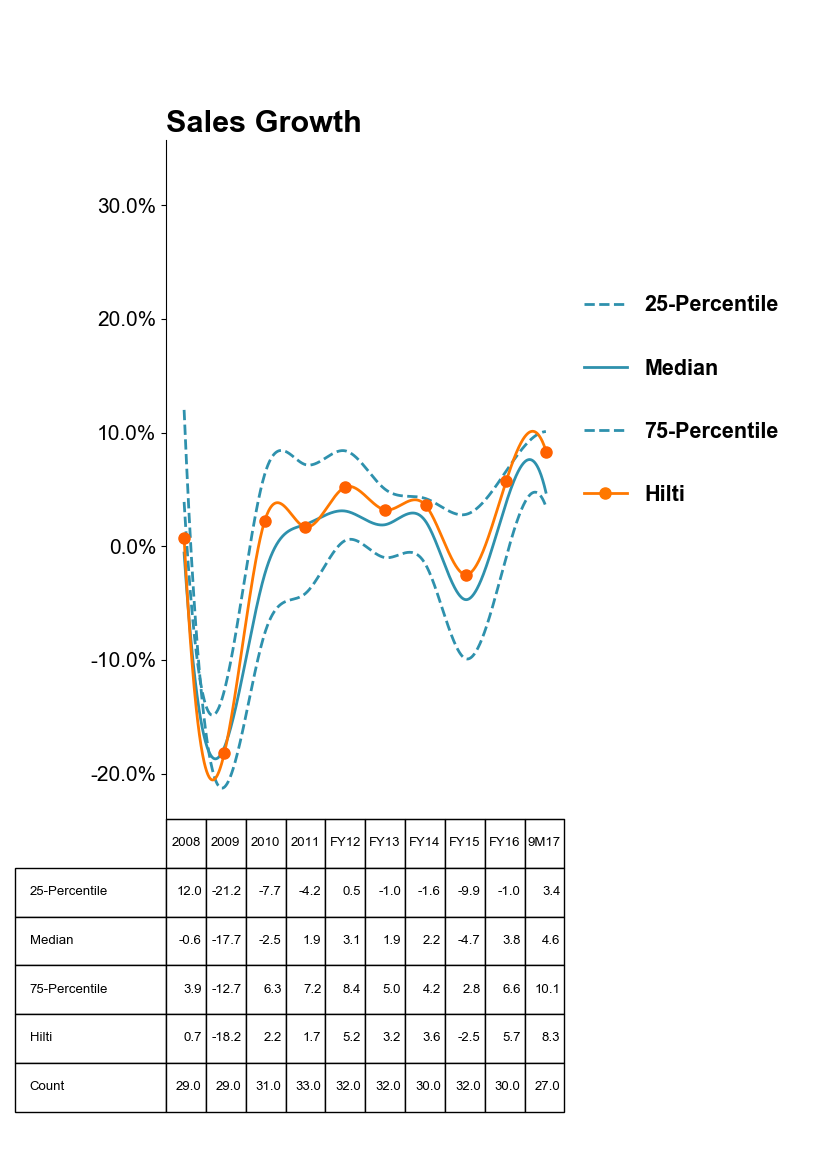 Sales Growth
30.0%
20.0%
10.0%
0.0%
-10.0%
-20.0%
25-Percentile
Median
75-Percentile
Hilti
2008 2009 2010 2011 FY12 FY13 FY14 FY15 FY16 9M17
25-Percentile 12.0 -21.2 -7.7 -4.2 0.5 -1.0 -1.6 -9.9 -1.0 3.4
Median -0.6 -17.7 -2.5 1.9 3.1 1.9 2.2 -4.7 3.8 4.6
75-Percentile 3.9 -12.7 6.3 7.2 8.4 5.0 4.2 2.8 6.6 10.1
Hilti 0.7 -18.2 2.2 1.7 5.2 3.2 3.6 -2.5 5.7 8.3
Count 29.0 29.0 31.0 33.0 32.0 32.0 30.0 32.0 30.0 27.0